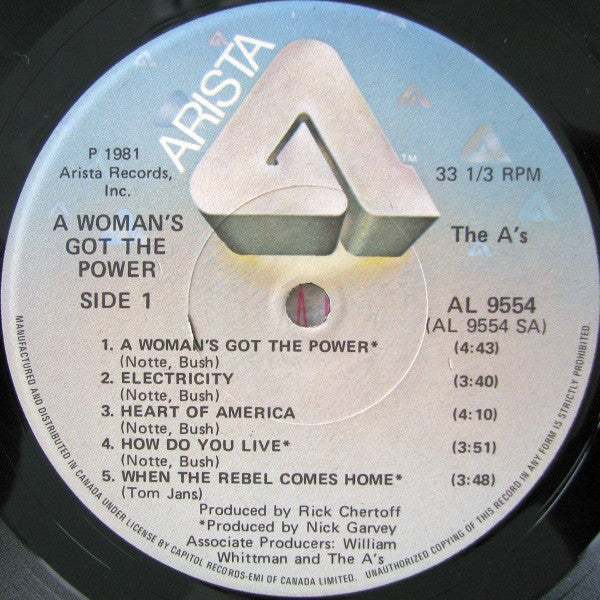 ARISTA
TM
P 1981
Arista Records,
Inc.
33 1/3 RPM
A WOMAN'S
GOT THE
POWER
The A's
SIDE 1
AL 9554
(AL 9554 SA)
1. A WOMAN'S GOT THE POWER* (4:43)
(Notte, Bush)
2. ELECTRICITY (3:40)
(Notte, Bush)
3. HEART OF AMERICA (4:10)
(Notte, Bush)
4. HOW DO YOU LIVE* (3:51)
(Notte, Bush)
5. WHEN THE REBEL COMES HOME* (3:48)
(Tom Jans)
Produced by Rick Chertoff
*Produced by Nick Garvey
Associate Producers: William
Whittman and The A's
MANUFACTURED AND DISTRIBUTED IN CANADA UNDER LICENSE BY CAPITOL RECORDS-EMI OF CANADA LIMITED. UNAUTHORIZED COPYING OF THIS RECORD IN ANY FORM IS STRICTLY PROHIBITED.